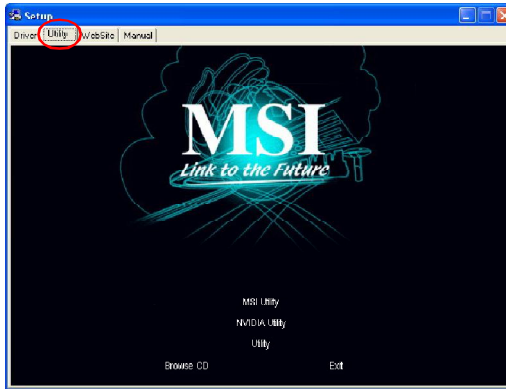 Setup
Driver Utility WebSite Manual
MSI
Link to the Future
MSI Utility
NVIDIA Utility
Utility
Browse CD Exit